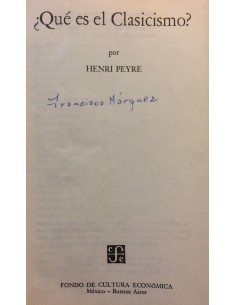 ¿Qué es el Clasicismo?
por
HENRI PEYRE
Francisco Márquez
FONDO DE CULTURA ECONÓMICA
México – Buenos Aires